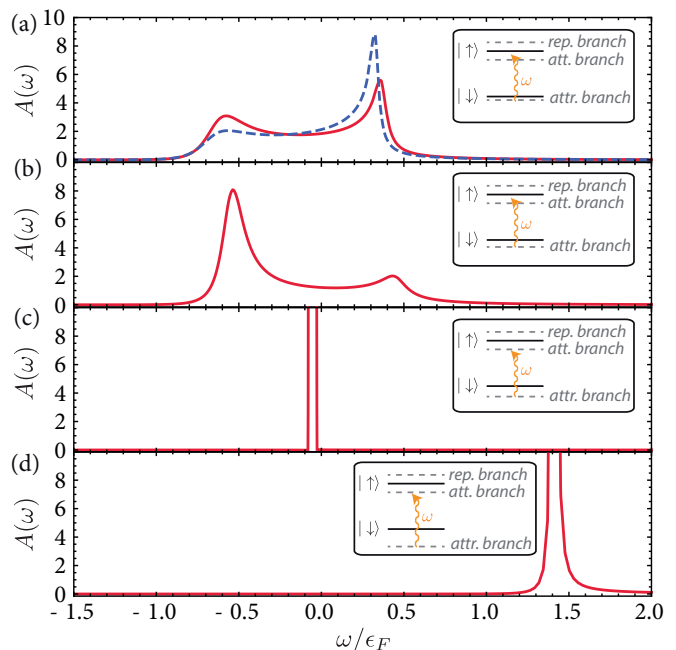 (a)
10
8
6
4
2
0
A(ω)
rep. branch
att. branch
attr. branch
|↑⟩
|↓⟩
ω
(b)
8
6
4
2
0
A(ω)
rep. branch
att. branch
attr. branch
|↑⟩
|↓⟩
ω
(c)
8
6
4
2
0
A(ω)
rep. branch
att. branch
attr. branch
|↑⟩
|↓⟩
ω
(d)
8
6
4
2
0
A(ω)
rep. branch
att. branch
attr. branch
|↑⟩
|↓⟩
ω
- 1.5 - 1.0 - 0.5 0.0 0.5 1.0 1.5 2.0
ω/ϵ_F